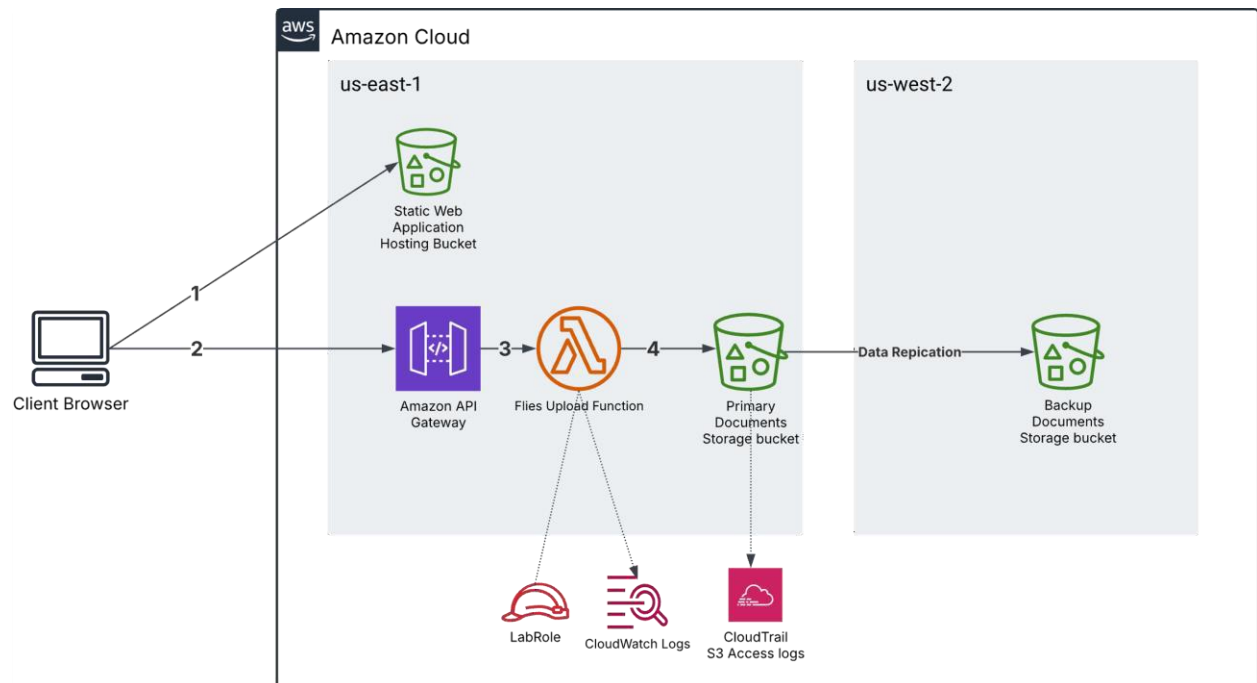 aws
Amazon Cloud
us-east-1
us-west-2
Static Web
Application
Hosting Bucket
1
2
3
4
Data Repication
Client Browser
Amazon API
Gateway
Flies Upload Function
Primary
Documents
Storage bucket
Backup
Documents
Storage bucket
LabRole
CloudWatch Logs
CloudTrail
S3 Access logs